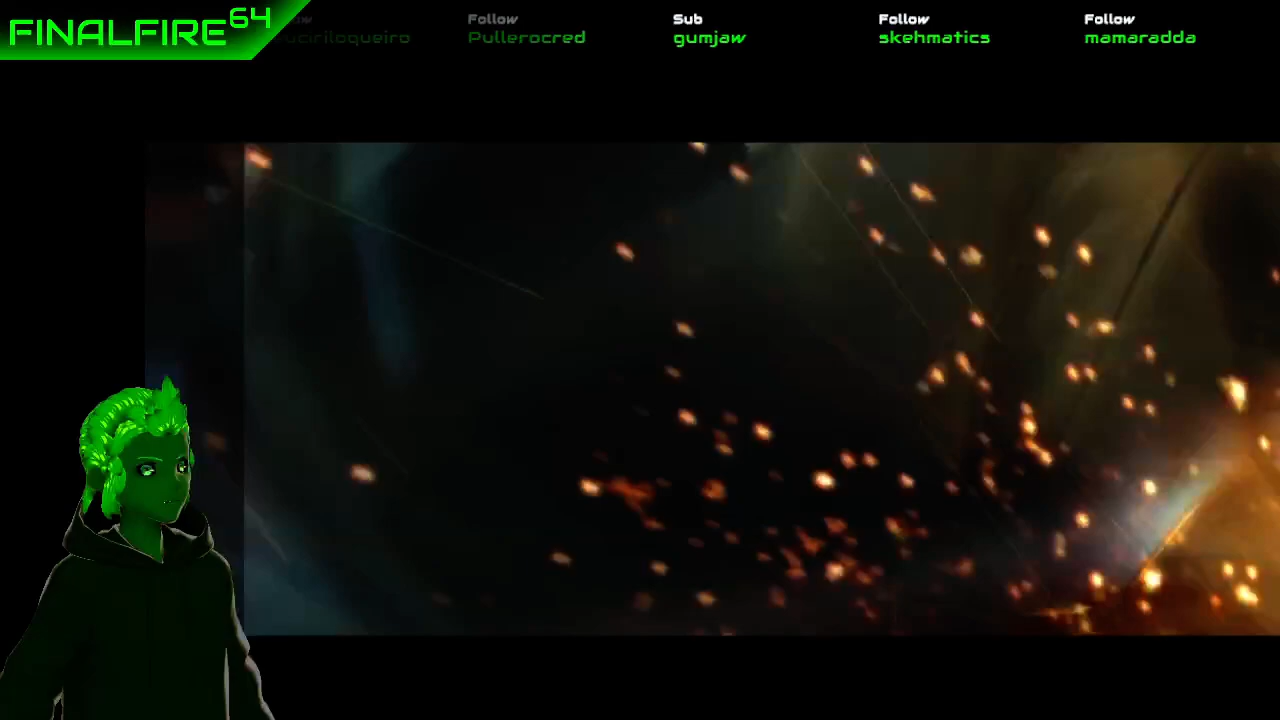 FINALFIRE64
Follow
Pullerocred
Sub
gumjaw
Follow
skehmatics
Follow
mamaradda